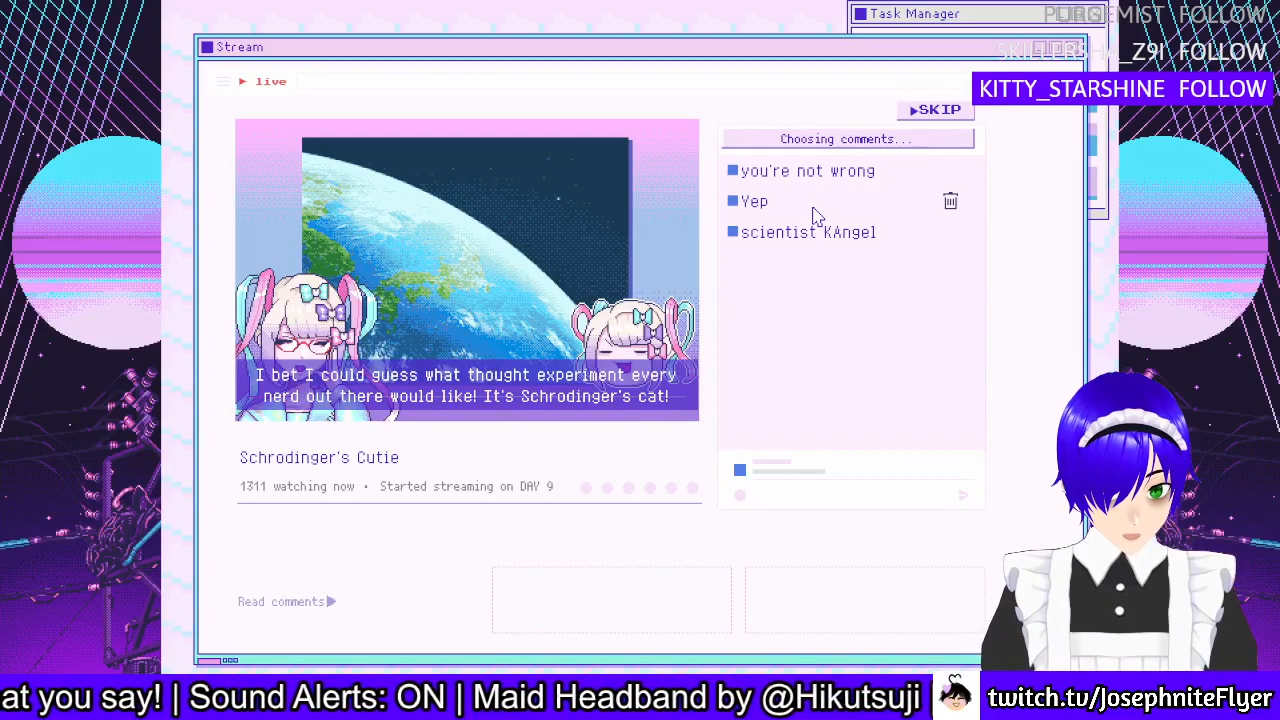 Task Manager
PURGEMIST FOLLOW
Stream
SKILLERSHA_Z9I FOLLOW
live
KITTY_STARSHINE FOLLOW
▶SKIP
Choosing comments...
you're not wrong
Yep
scientist KAngel
I bet I could guess what thought experiment every
nerd out there would like! It's Schrodinger's cat!
Schrodinger's Cutie
1311 watching now • Started streaming on DAY 9
Read comments▶
at you say! | Sound Alerts: ON | Maid Headband by @Hikutsuji
twitch.tv/JosephniteFlyer